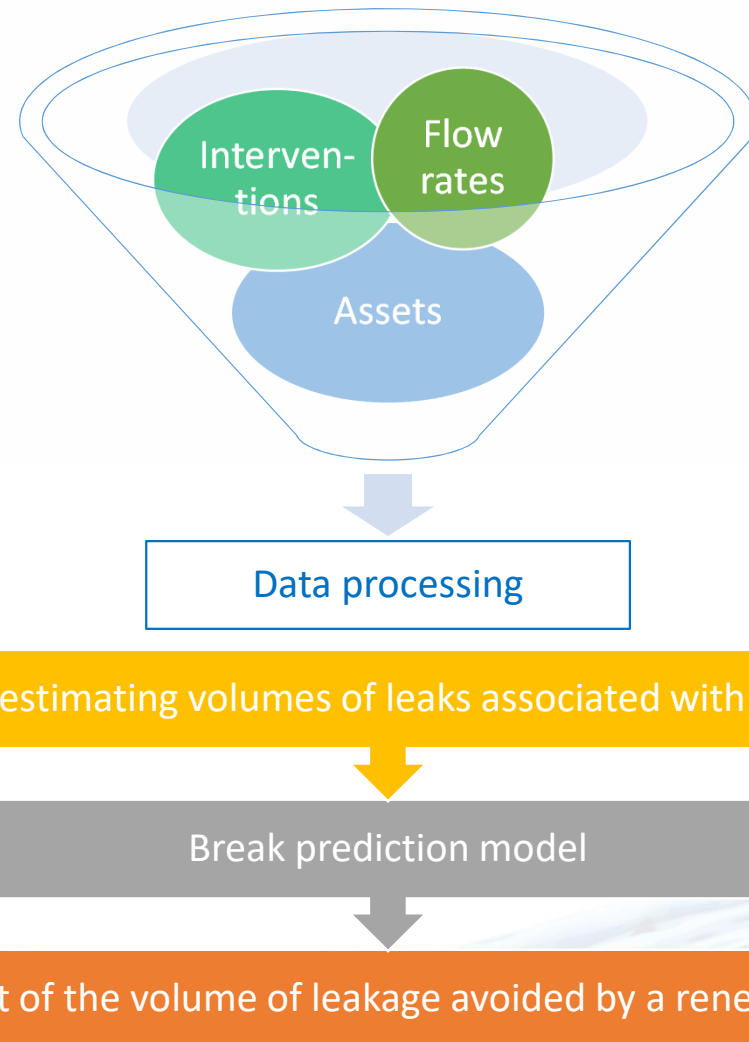 Interven-
tions
Flow
rates
Assets
Data processing
estimating volumes of leaks associated with
Break prediction model
t of the volume of leakage avoided by a rene